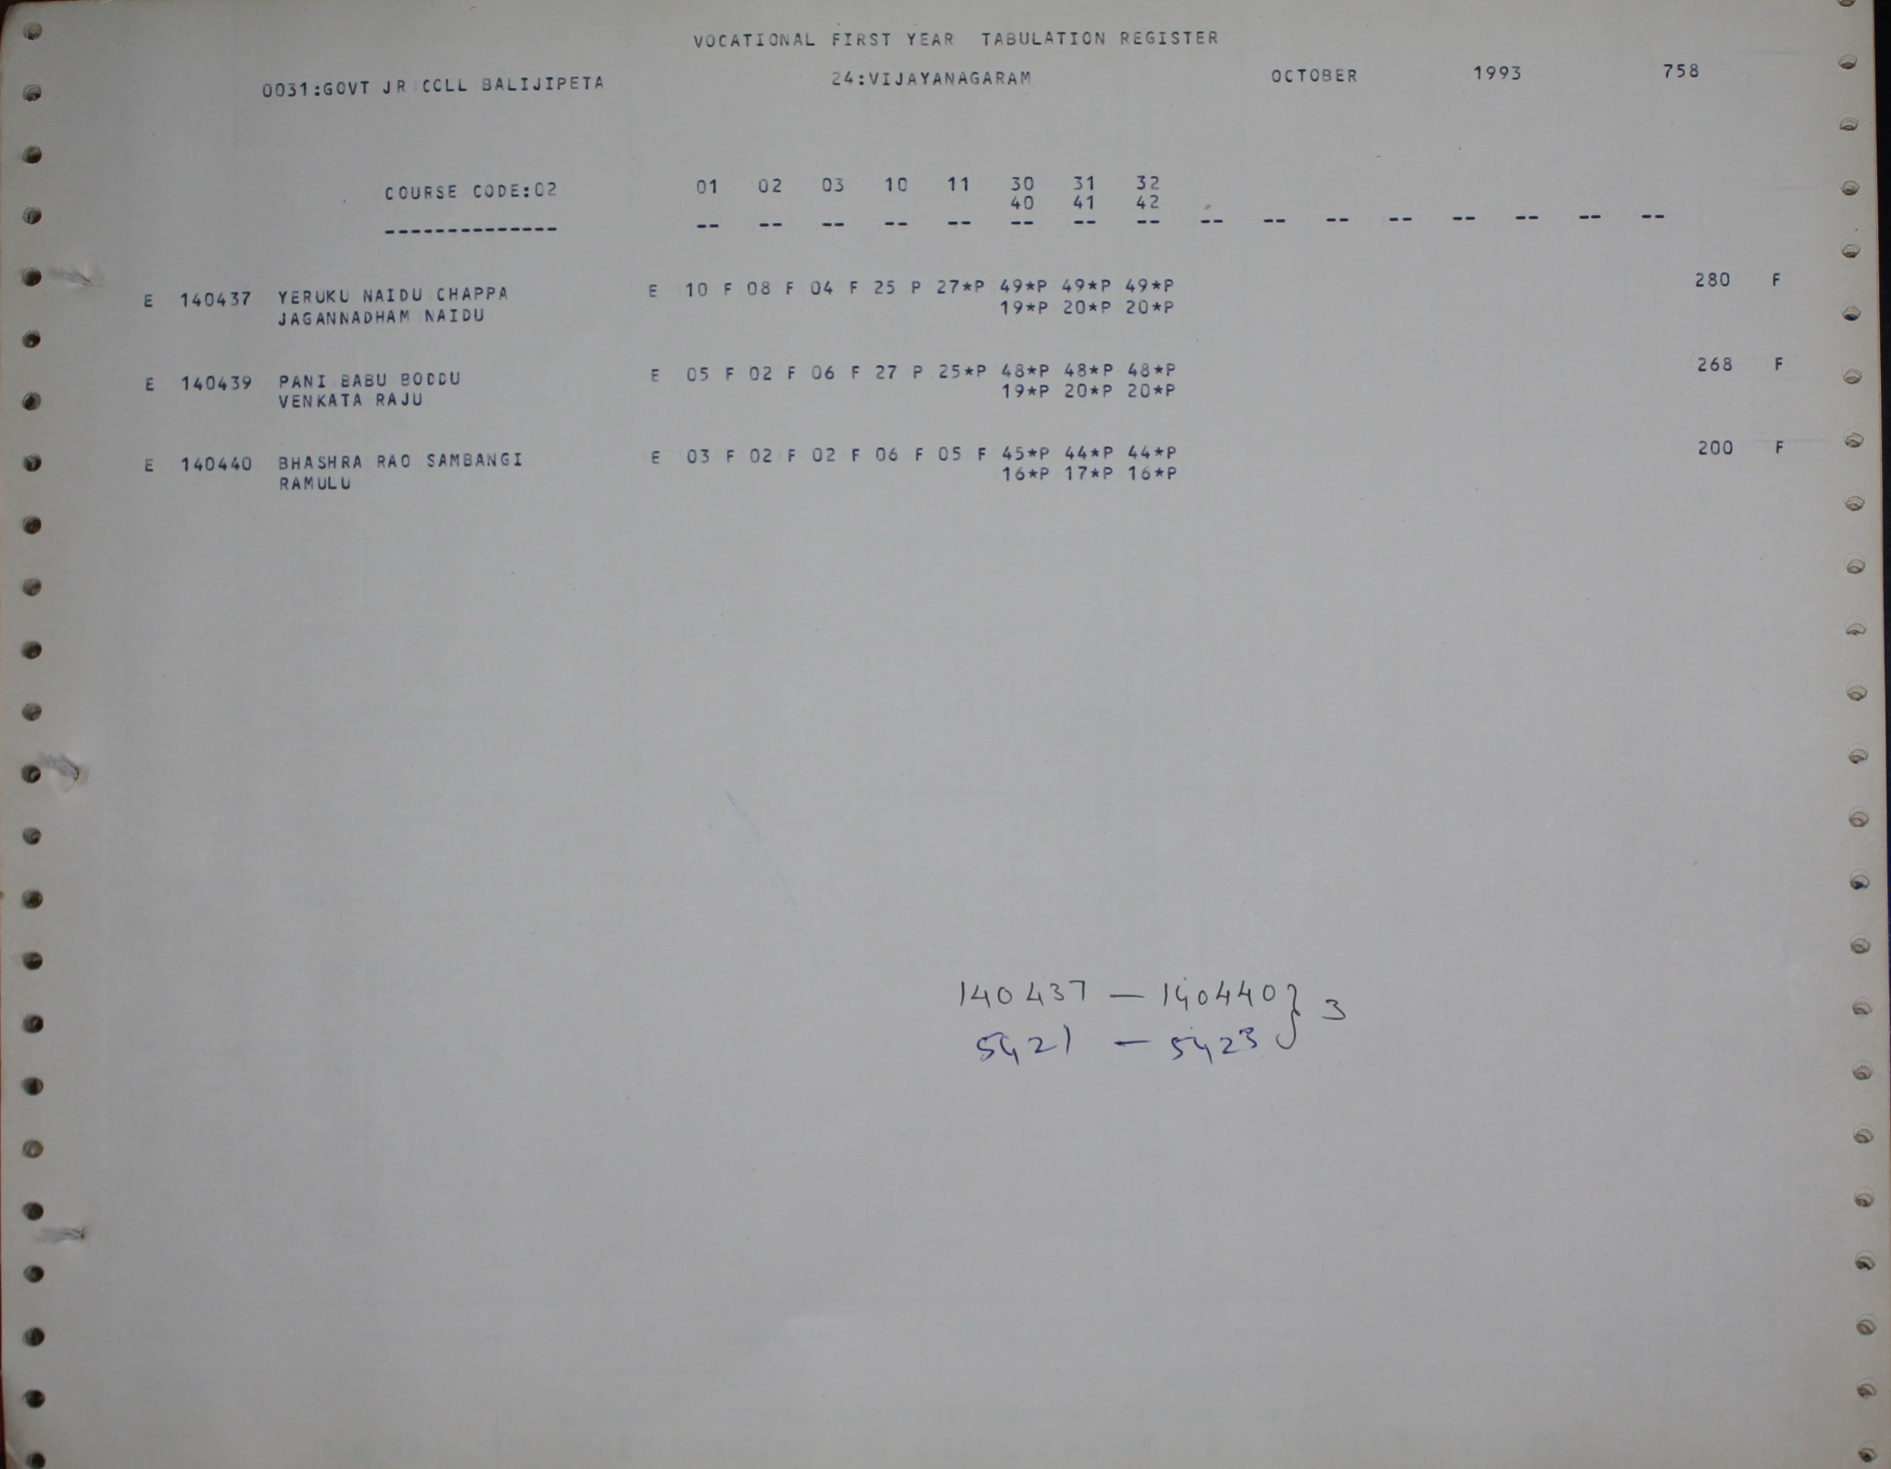 VOCATIONAL FIRST YEAR TABULATION REGISTER
0031:GOVT JR COLL BALIJIPETA 24:VIJAYANAGARAM OCTOBER 1993 758
COURSE CODE:02 01 02 03 10 11 30 31 32
40 41 42
-------------- -- -- -- -- -- -- -- -- -- -- -- -- -- -- -- --
E 140437 YERUKU NAIDU CHAPPA E 10 F 08 F 04 F 25 P 27*P 49*P 49*P 49*P 280 F
JAGANNADHAM NAIDU 19*P 20*P 20*P
E 140439 PANI BABU BODDU E 05 F 02 F 06 F 27 P 25*P 48*P 48*P 48*P 268 F
VENKATA RAJU 19*P 20*P 20*P
E 140440 BHASHRA RAO SAMBANGI E 03 F 02 F 02 F 06 F 05 F 45*P 44*P 44*P 200 F
RAMULU 16*P 17*P 16*P
140437 — 140440 } 3
5421 — 5423